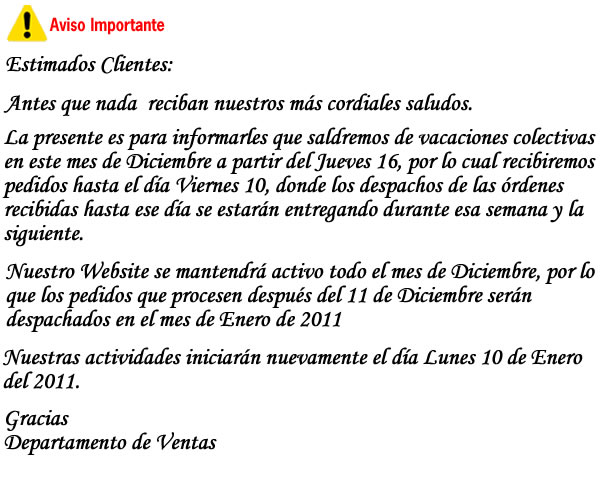 Aviso Importante
Estimados Clientes:
Antes que nada reciban nuestros más cordiales saludos.
La presente es para informarles que saldremos de vacaciones colectivas
en este mes de Diciembre a partir del Jueves 16, por lo cual recibiremos
pedidos hasta el día Viernes 10, donde los despachos de las órdenes
recibidas hasta ese día se estarán entregando durante esa semana y la
siguiente.
Nuestro Website se mantendrá activo todo el mes de Diciembre, por lo
que los pedidos que procesen después del 11 de Diciembre serán
despachados en el mes de Enero de 2011
Nuestras actividades iniciarán nuevamente el día Lunes 10 de Enero
del 2011.
Gracias
Departamento de Ventas